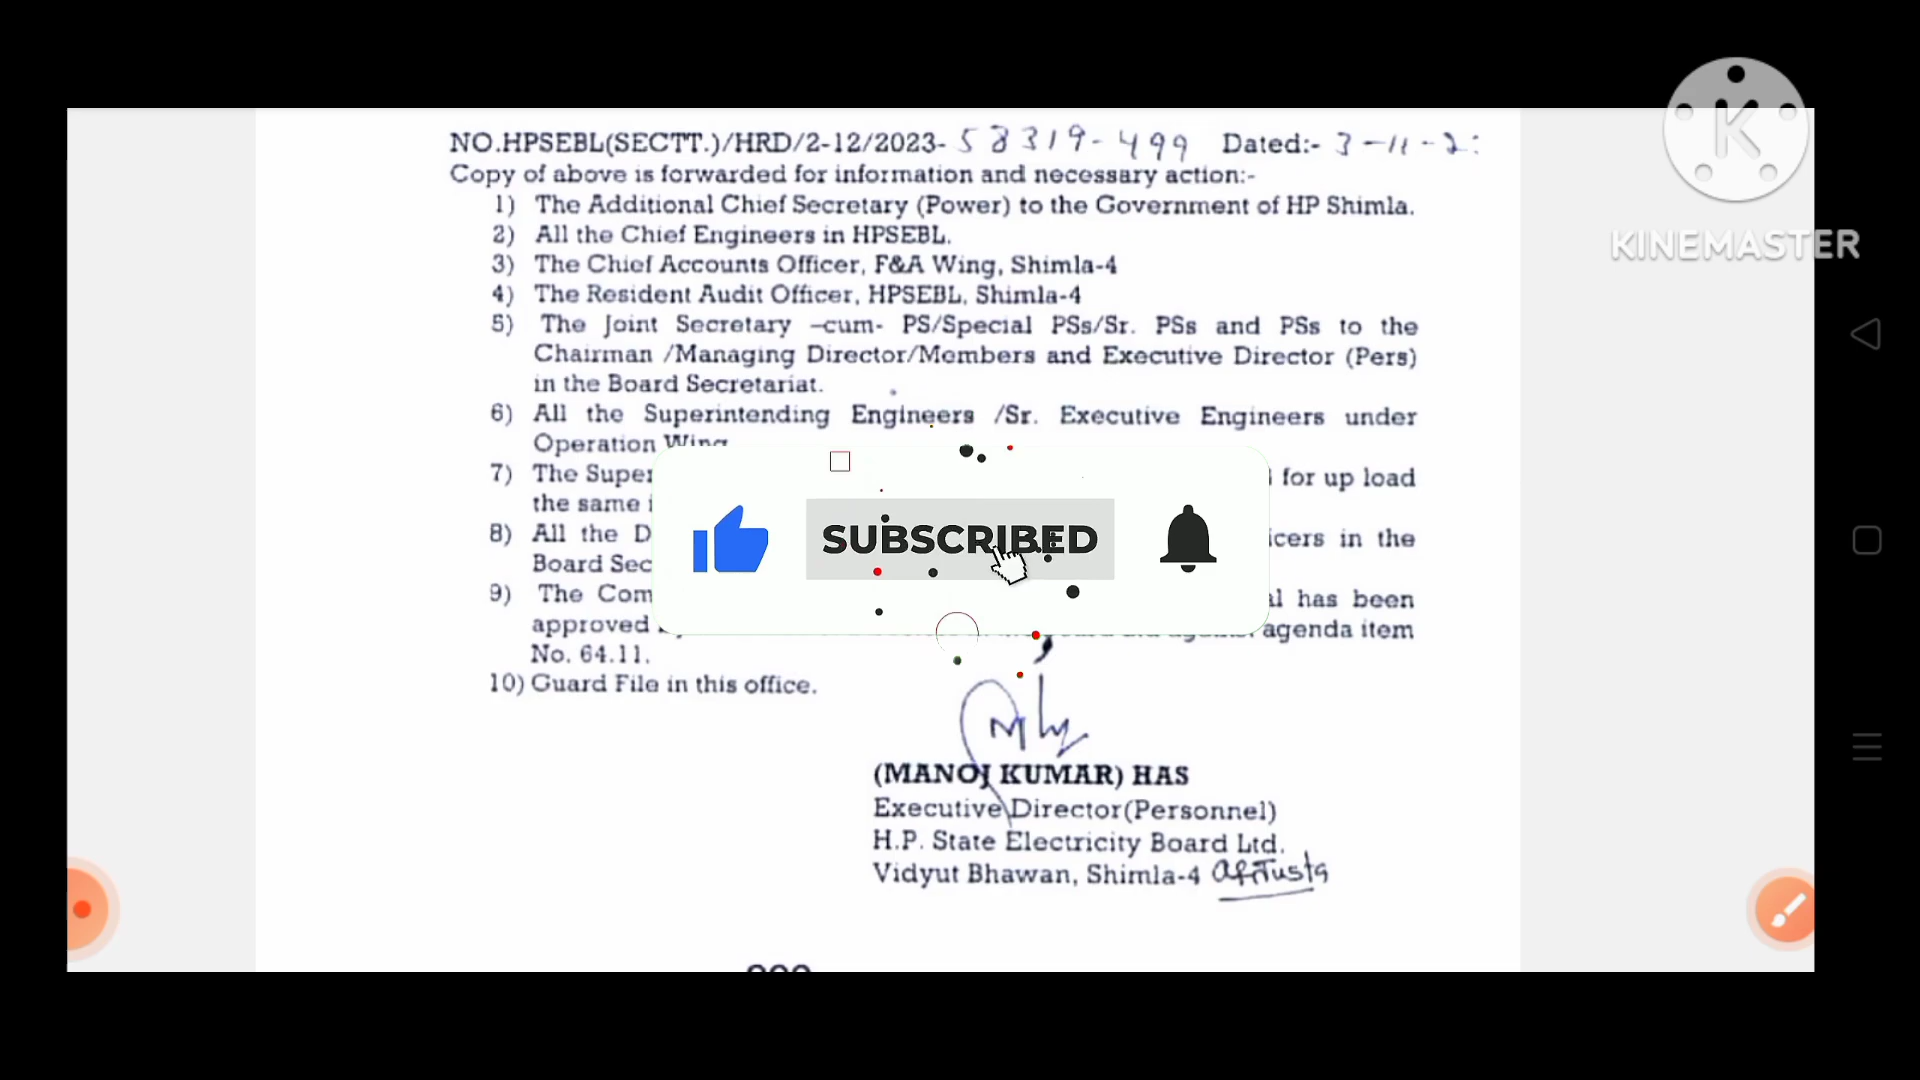 NO.HPSEBL(SECTT.)/HRD/2-12/2023- 58319-499 Dated:- 3-11-2
Copy of above is forwarded for information and necessary action:-
1) The Additional Chief Secretary (Power) to the Government of HP Shimla.
2) All the Chief Engineers in HPSEBL.
3) The Chief Accounts Officer, F&A Wing, Shimla-4
4) The Resident Audit Officer, HPSEBL, Shimla-4
5) The Joint Secretary –cum- PS/Special PSs/Sr. PSs and PSs to the
Chairman /Managing Director/Members and Executive Director (Pers)
in the Board Secretariat.
6) All the Superintending Engineers /Sr. Executive Engineers under
Operation Wing
7) The Super for up load
the same
8) All the D icers in the
Board Sec
9) The Com has been
approved agenda item
No. 64.11.
10) Guard File in this office.
SUBSCRIBED
(MANOJ KUMAR) HAS
Executive Director(Personnel)
H.P. State Electricity Board Ltd.
Vidyut Bhawan, Shimla-4
K
KINEMASTER